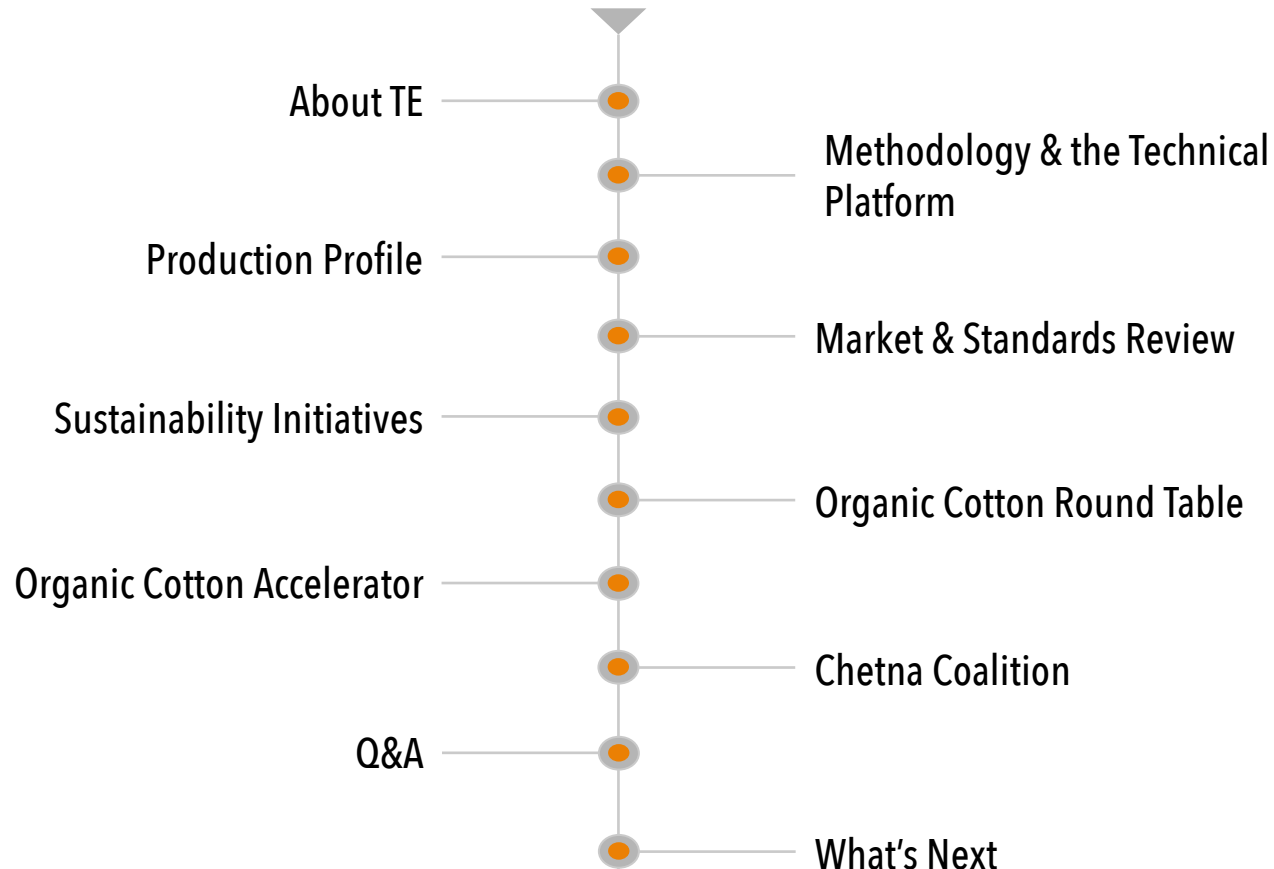 About TE
Methodology & the Technical
Platform
Production Profile
Market & Standards Review
Sustainability Initiatives
Organic Cotton Round Table
Organic Cotton Accelerator
Chetna Coalition
Q&A
What's Next